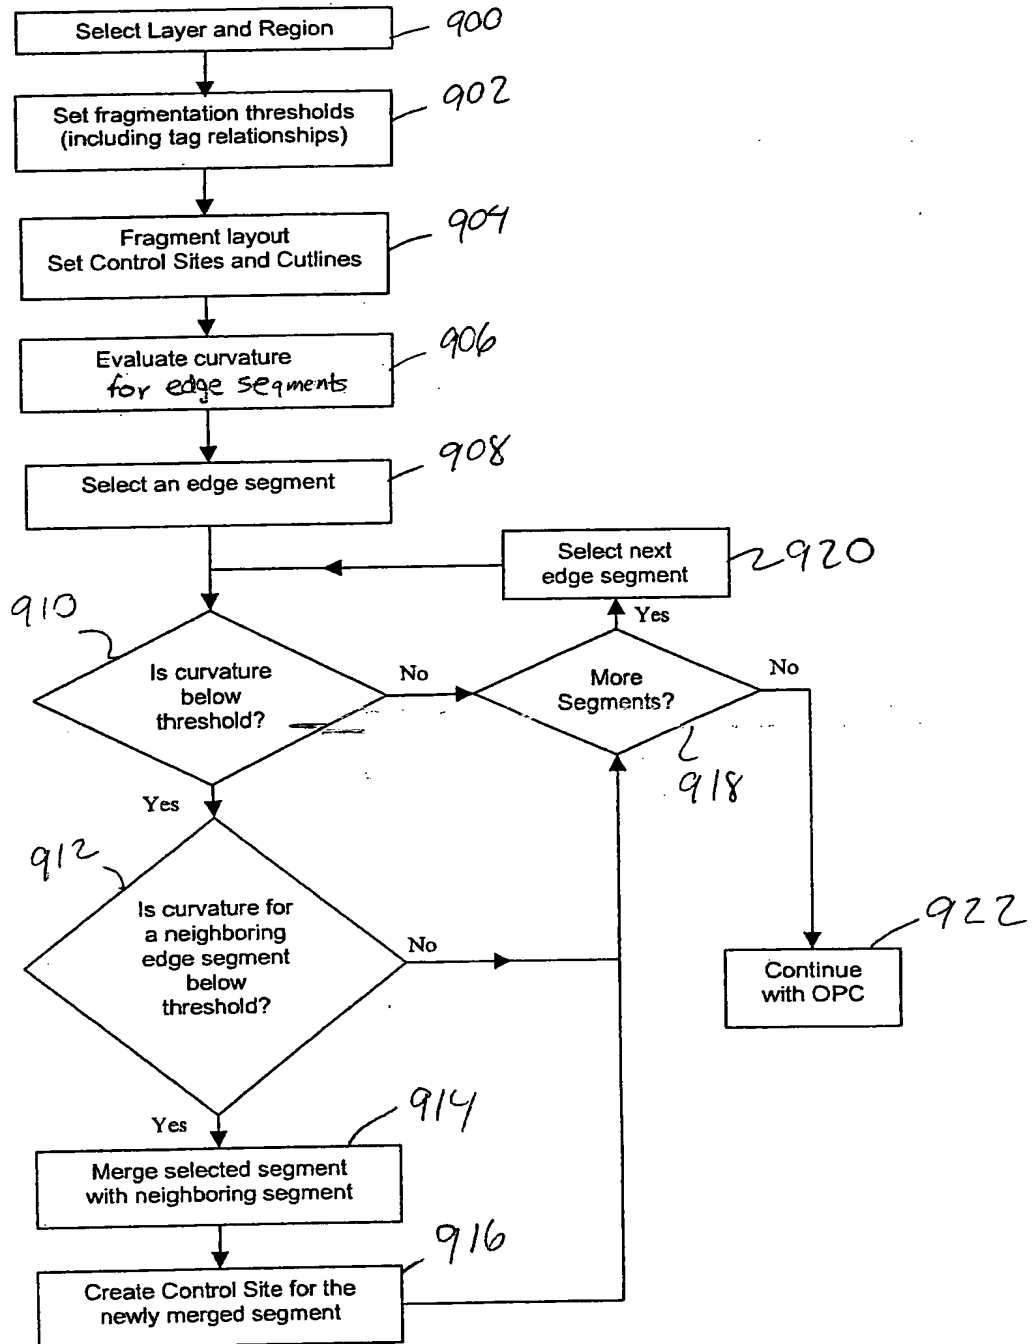 Select Layer and Region
900
Set fragmentation thresholds
(including tag relationships)
902
Fragment layout
Set Control Sites and Cutlines
904
Evaluate curvature
for edge segments
906
Select an edge segment
908
Select next
edge segment
920
910
Is curvature
below
threshold?
No
Yes
More
Segments?
Yes
No
918
912
Is curvature for
a neighboring
edge segment
below
threshold?
No
Yes
922
Continue
with OPC
914
Merge selected segment
with neighboring segment
916
Create Control Site for the
newly merged segment